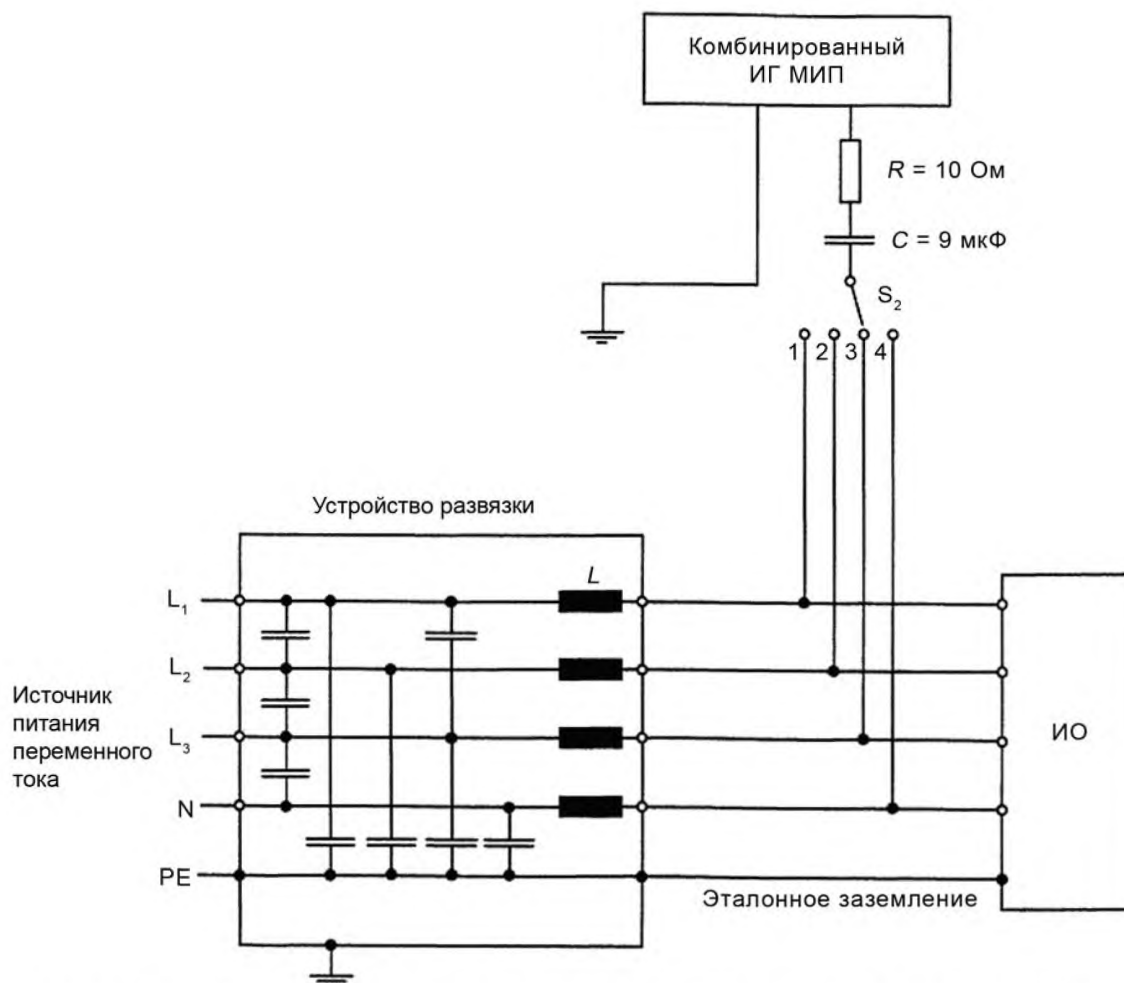 Комбинированный
ИГ МИП
R = 10 Ом
C = 9 мкФ
S₂
1 2 3 4
Устройство развязки
L
L₁
L₂
L₃
N
PE
Источник
питания
переменного
тока
ИО
Эталонное заземление